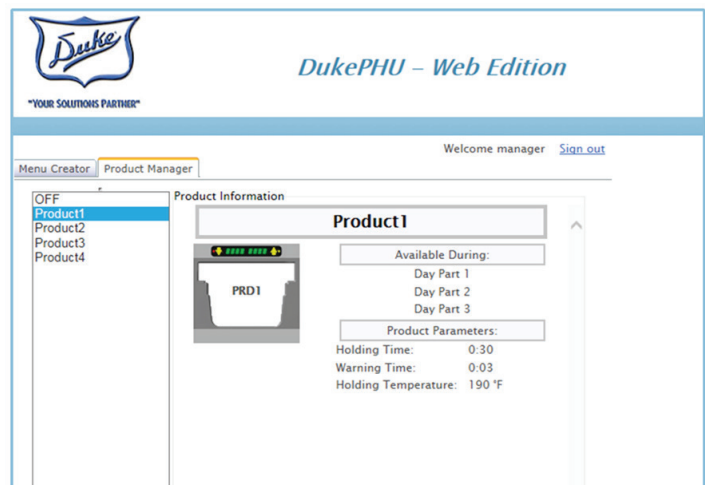 Duke
"YOUR SOLUTIONS PARTNER"
DukePHU – Web Edition
Welcome manager Sign out
Menu Creator Product Manager
OFF
Product1
Product2
Product3
Product4
Product Information
Product1
PRD1
Available During:
Day Part 1
Day Part 2
Day Part 3
Product Parameters:
Holding Time: 0:30
Warning Time: 0:03
Holding Temperature: 190 °F